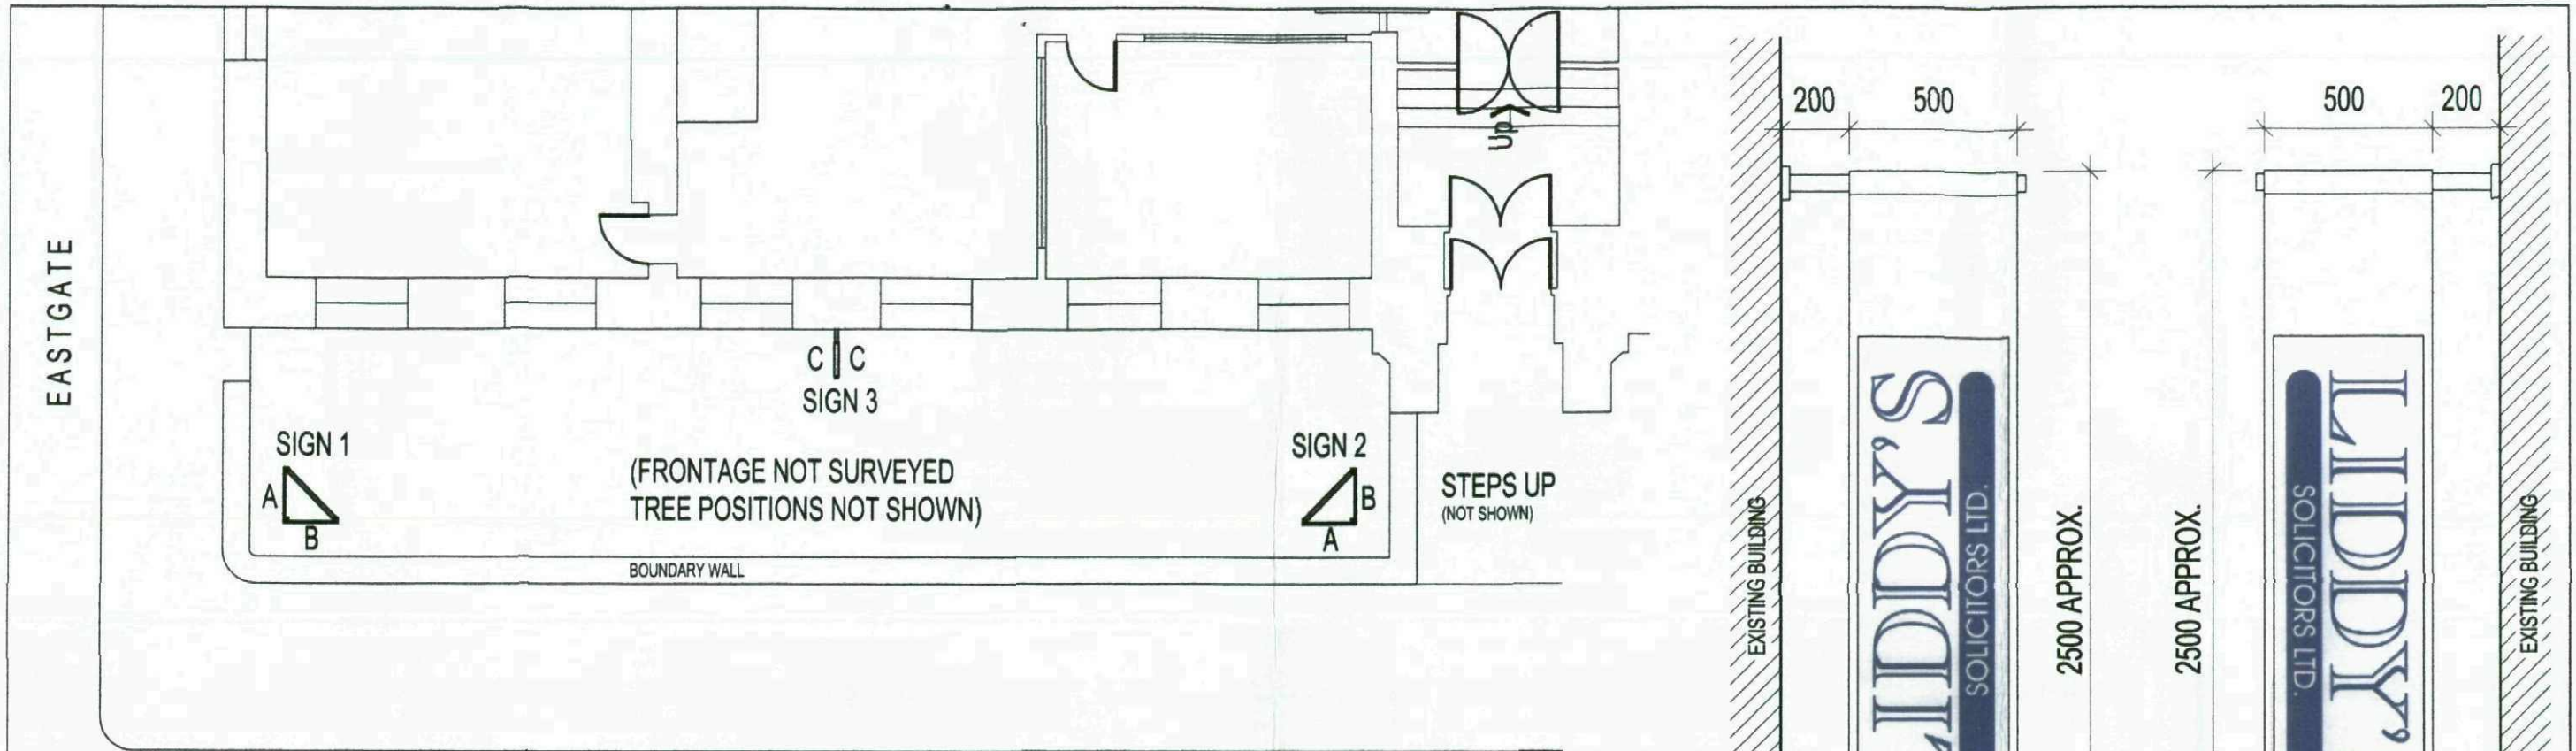 EASTGATE
Up
C C
SIGN 3
SIGN 1
A
B
(FRONTAGE NOT SURVEYED
TREE POSITIONS NOT SHOWN)
SIGN 2
B
A
STEPS UP
(NOT SHOWN)
BOUNDARY WALL
200 500
500 200
EXISTING BUILDING
IDDY'S
SOLICITORS LTD.
2500 APPROX.
2500 APPROX.
SOLICITORS LTD.
LIDDY'
EXISTING BUILDING